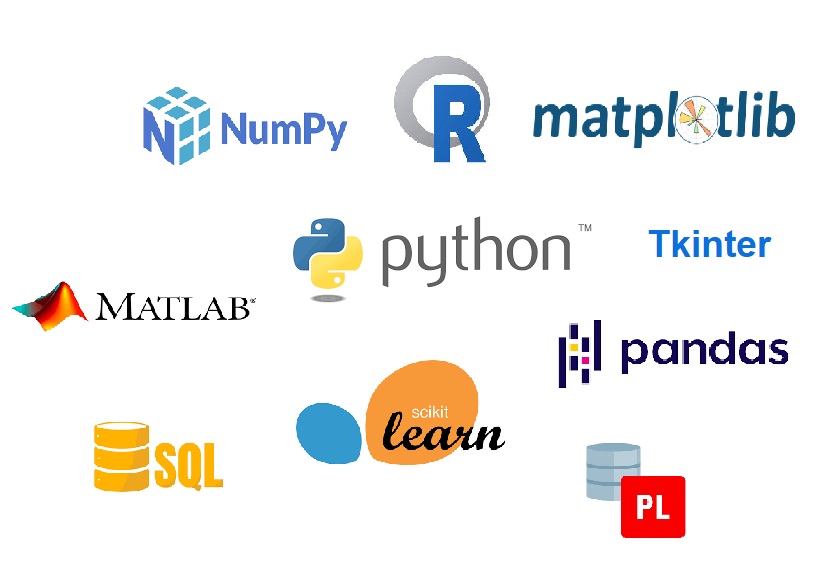 NumPy
R
matplotlib
python™
Tkinter
MATLAB®
pandas
scikit
learn
SQL
PL